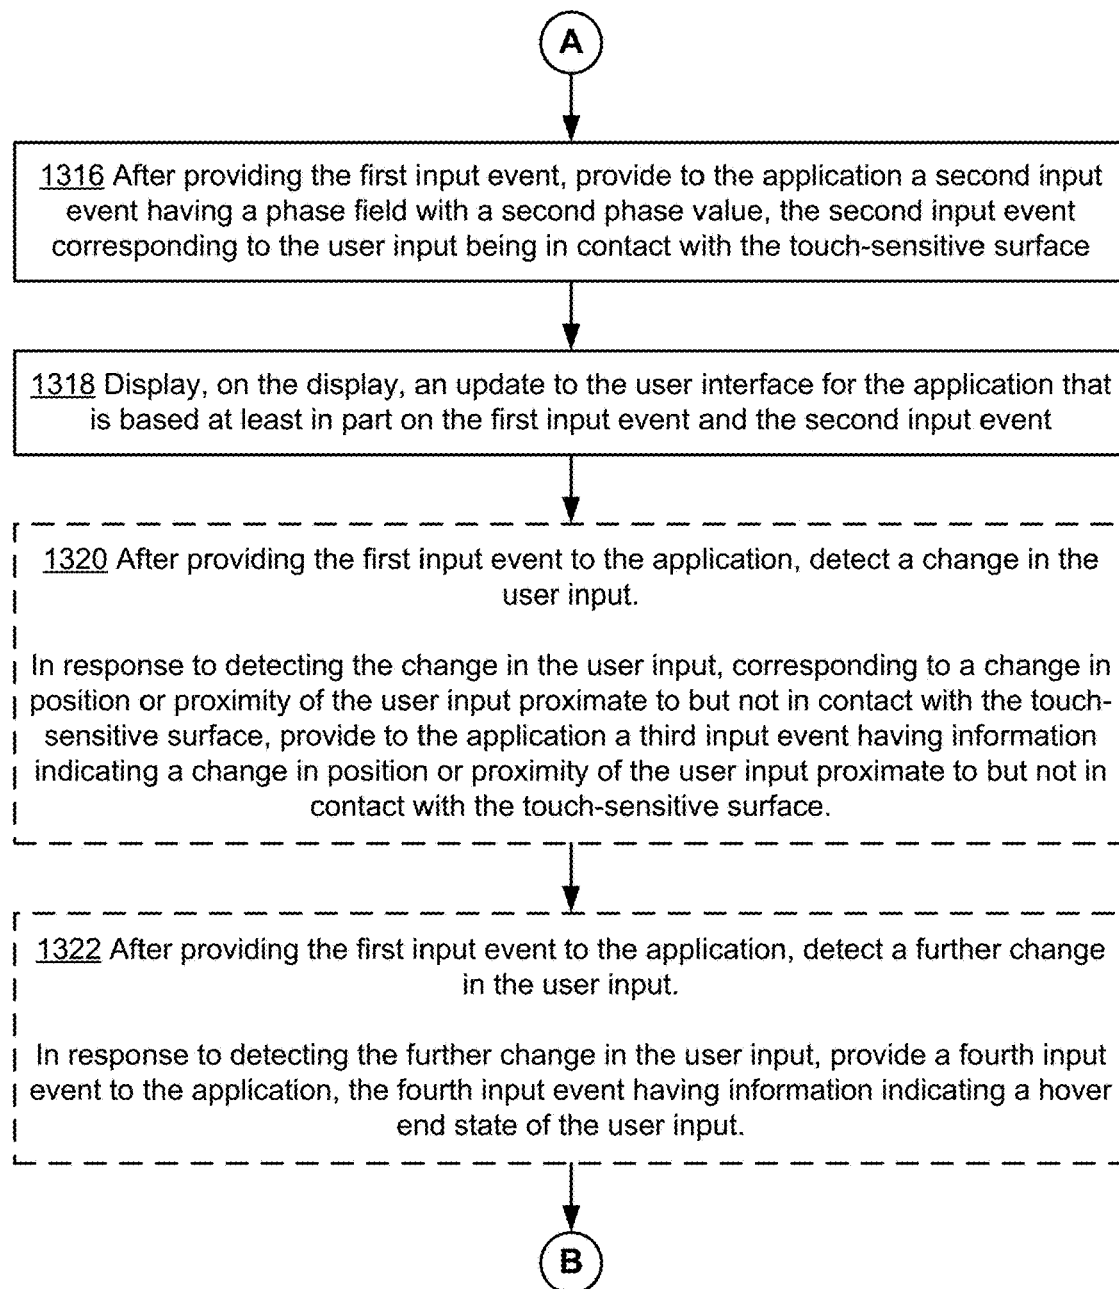 A
1316 After providing the first input event, provide to the application a second input
event having a phase field with a second phase value, the second input event
corresponding to the user input being in contact with the touch-sensitive surface
1318 Display, on the display, an update to the user interface for the application that
is based at least in part on the first input event and the second input event
1320 After providing the first input event to the application, detect a change in the
user input.
In response to detecting the change in the user input, corresponding to a change in
position or proximity of the user input proximate to but not in contact with the touch-
sensitive surface, provide to the application a third input event having information
indicating a change in position or proximity of the user input proximate to but not in
contact with the touch-sensitive surface.
1322 After providing the first input event to the application, detect a further change
in the user input.
In response to detecting the further change in the user input, provide a fourth input
event to the application, the fourth input event having information indicating a hover
end state of the user input.
B